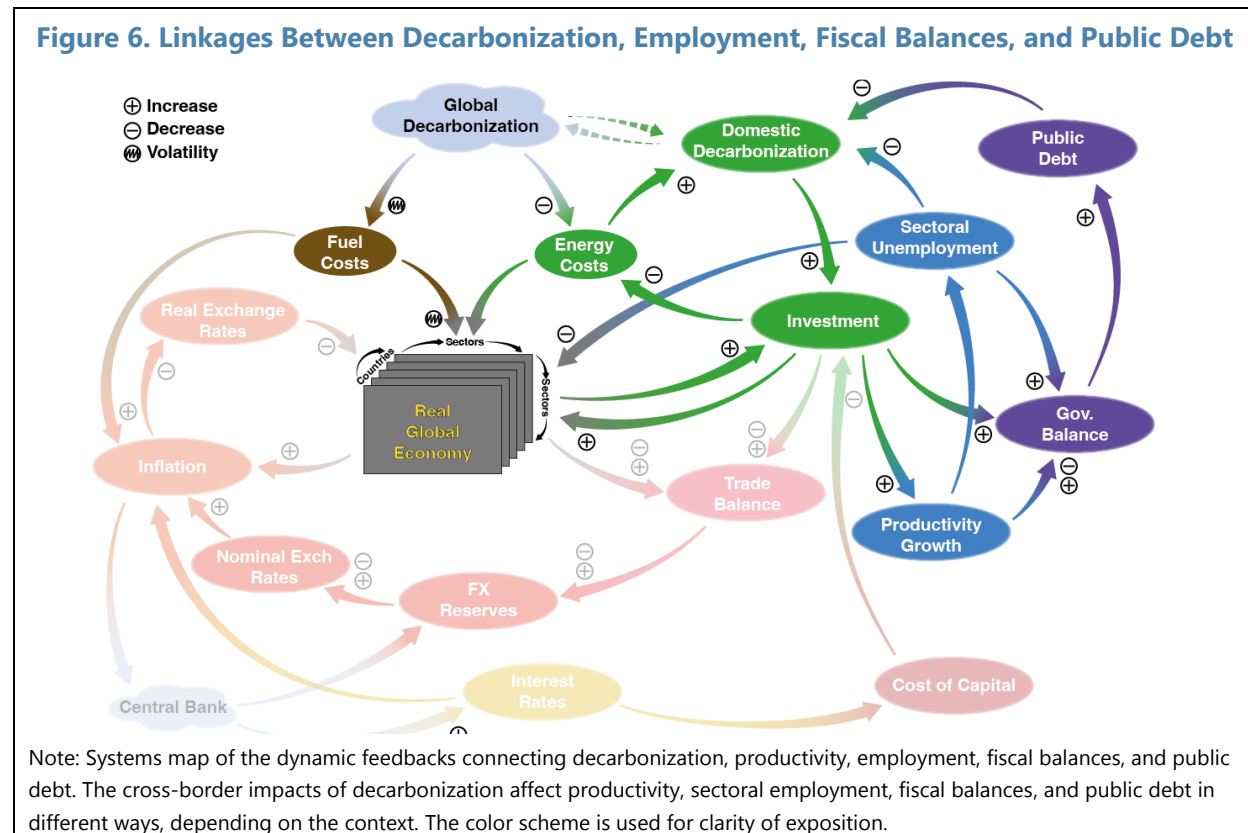 Figure 6. Linkages Between Decarbonization, Employment, Fiscal Balances, and Public Debt
⊕ Increase
⊖ Decrease
Volatility
Global
Decarbonization
Domestic
Decarbonization
Public
Debt
Fuel
Costs
Energy
Costs
Sectoral
Unemployment
Real Exchange
Rates
Investment
Countries
Sectors
Sectors
Real
Global
Economy
Gov.
Balance
Inflation
Trade
Balance
Productivity
Growth
Nominal Exch
Rates
FX
Reserves
Central Bank
Interest
Rates
Cost of Capital
Note: Systems map of the dynamic feedbacks connecting decarbonization, productivity, employment, fiscal balances, and public
debt. The cross-border impacts of decarbonization affect productivity, sectoral employment, fiscal balances, and public debt in
different ways, depending on the context. The color scheme is used for clarity of exposition.